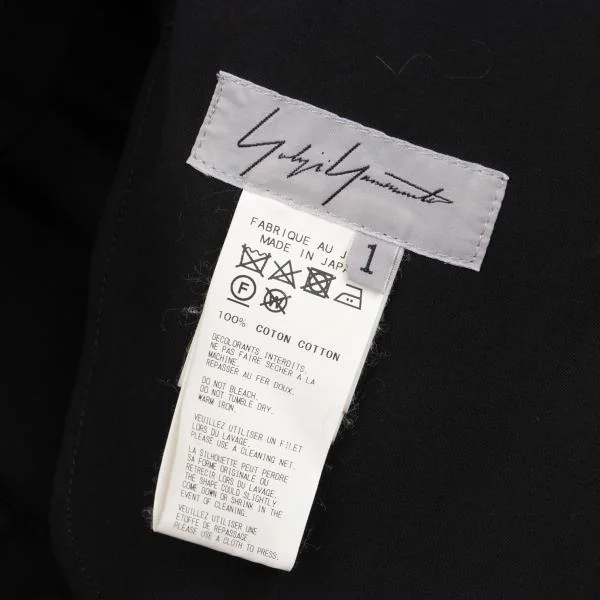 Yohji Yamamoto
1
FABRIQUE AU J
MADE IN JAPA
F
W
100% COTON COTTON
DECOLORANTS INTERDITS.
NE PAS FAIRE SECHER A LA
MACHINE
REPASSER AU FER DOUX.
DO NOT BLEACH.
DO NOT TUMBLE DRY.
WARM IRON.
VEUILLEZ UTILISER UN FILET
LORS DU LAVAGE.
PLEASE USE A CLEANING NET.
LA SILHOUETTE PEUT PERDRE
SA FORME ORIGINALE OU
RETRECIR LORS DU LAVAGE.
THE SHAPE COULD SLIGHTLY
COME DOWN OR SHRINK IN THE
EVENT OF CLEANING.
VEUILLEZ UTILISER UNE
ETOFFE DE REPASSAGE.
PLEASE USE A CLOTH TO PRESS.